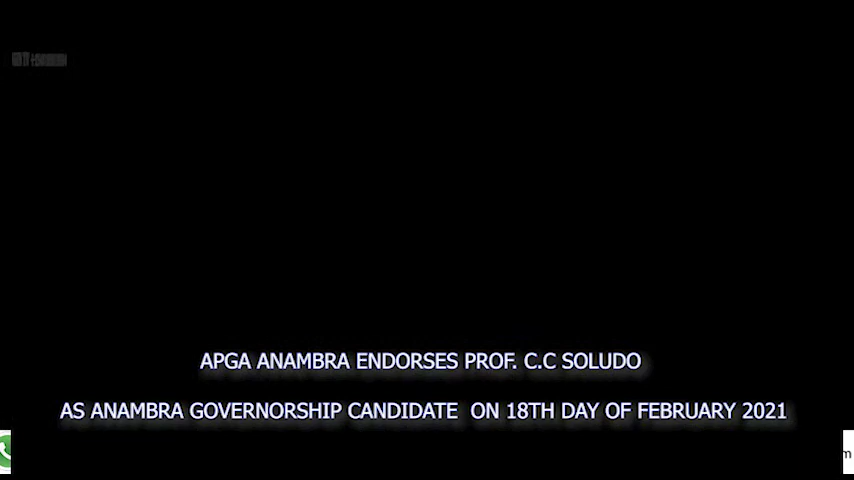 APGA ANAMBRA ENDORSES PROF. C.C SOLUDO
AS ANAMBRA GOVERNORSHIP CANDIDATE ON 18TH DAY OF FEBRUARY 2021
m